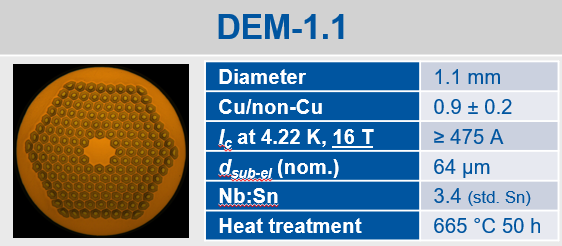 DEM-1.1
Diameter 1.1 mm
Cu/non-Cu 0.9 ± 0.2
Ic at 4.22 K, 16 T ≥ 475 A
dsub-el (nom.) 64 μm
Nb:Sn 3.4 (std. Sn)
Heat treatment 665 °C 50 h